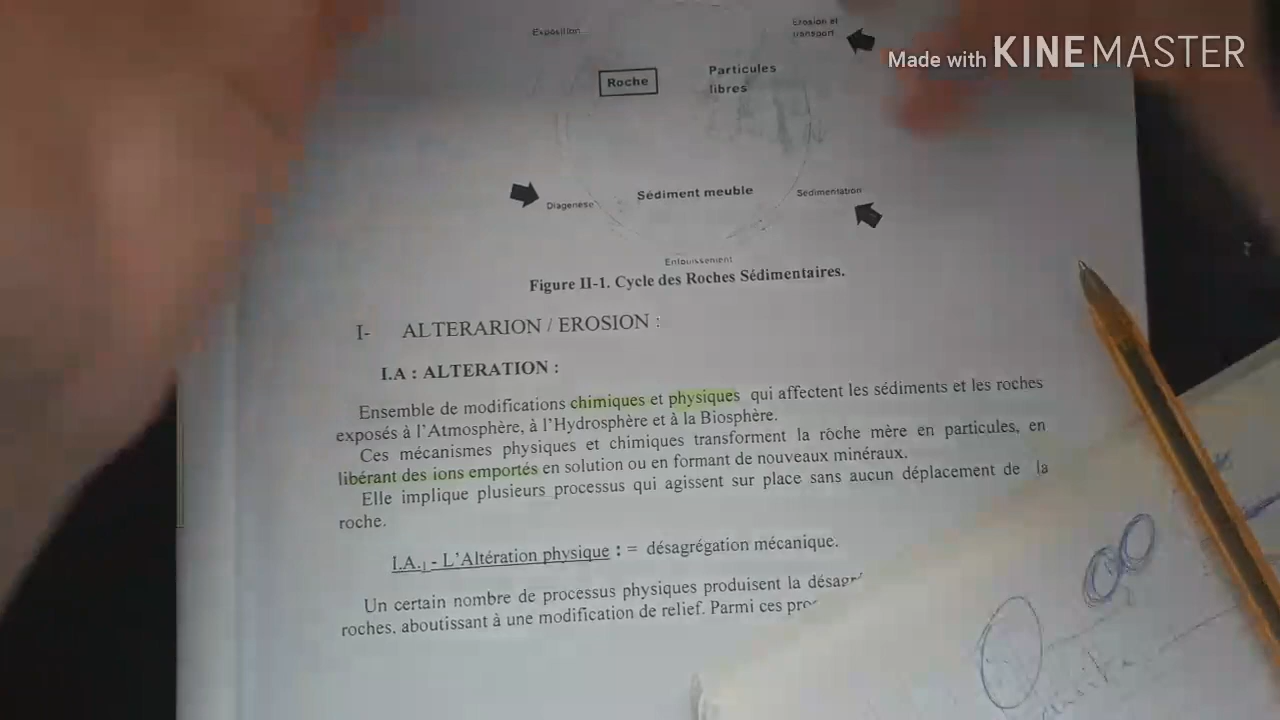 Exposition
Erosion et
transport
Made with KINEMASTER
Roche
Particules
libres
Sédiment meuble
Diagenèse
Sédimentation
Enfouissement
Figure II-1. Cycle des Roches Sédimentaires.
I- ALTERARION / EROSION :
I.A : ALTERATION :
Ensemble de modifications chimiques et physiques qui affectent les sédiments et les roches
exposés à l'Atmosphère, à l'Hydrosphère et à la Biosphère.
Ces mécanismes physiques et chimiques transforment la roche mère en particules, en
libérant des ions emportés en solution ou en formant de nouveaux minéraux.
Elle implique plusieurs processus qui agissent sur place sans aucun déplacement de la
roche.
I.A.1 - L'Altération physique : = désagrégation mécanique.
Un certain nombre de processus physiques produisent la
roches, aboutissant à une modification de relief. Parmi ces